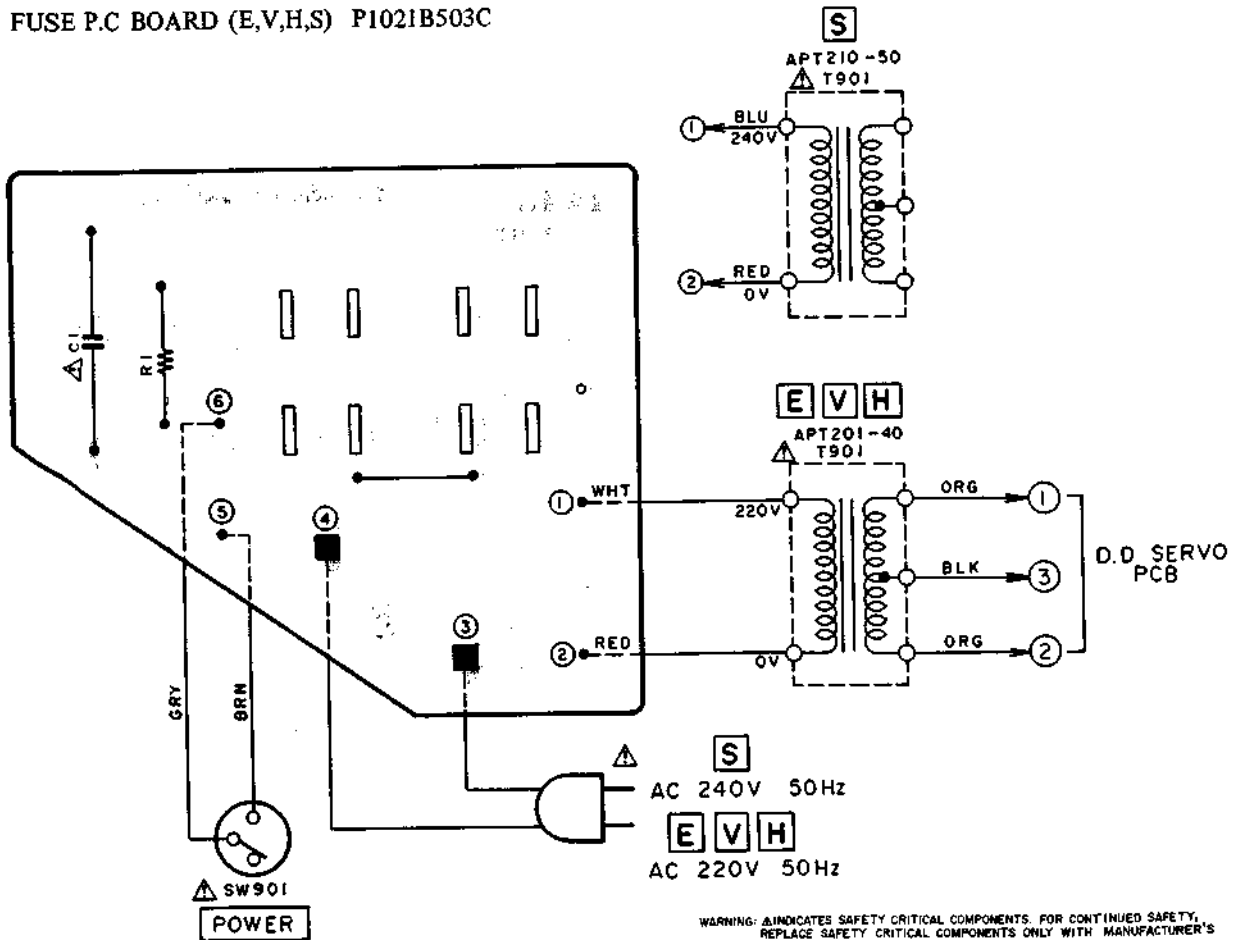 FUSE P.C BOARD (E,V,H,S) P1021B503C
S
APT210-50
⚠ T901
① BLU
240V
② RED
0V
⚠ C1
R1
⑥
⑤
④
③
① WHT
② RED
GRY
BRN
E V H
APT201-40
⚠ T901
220V
0V
ORG ①
BLK ③
ORG ②
D.D. SERVO
PCB
⚠ S
AC 240V 50Hz
E V H
AC 220V 50Hz
⚠ SW901
POWER
WARNING: ⚠INDICATES SAFETY CRITICAL COMPONENTS. FOR CONTINUED SAFETY,
REPLACE SAFETY CRITICAL COMPONENTS ONLY WITH MANUFACTURER'S